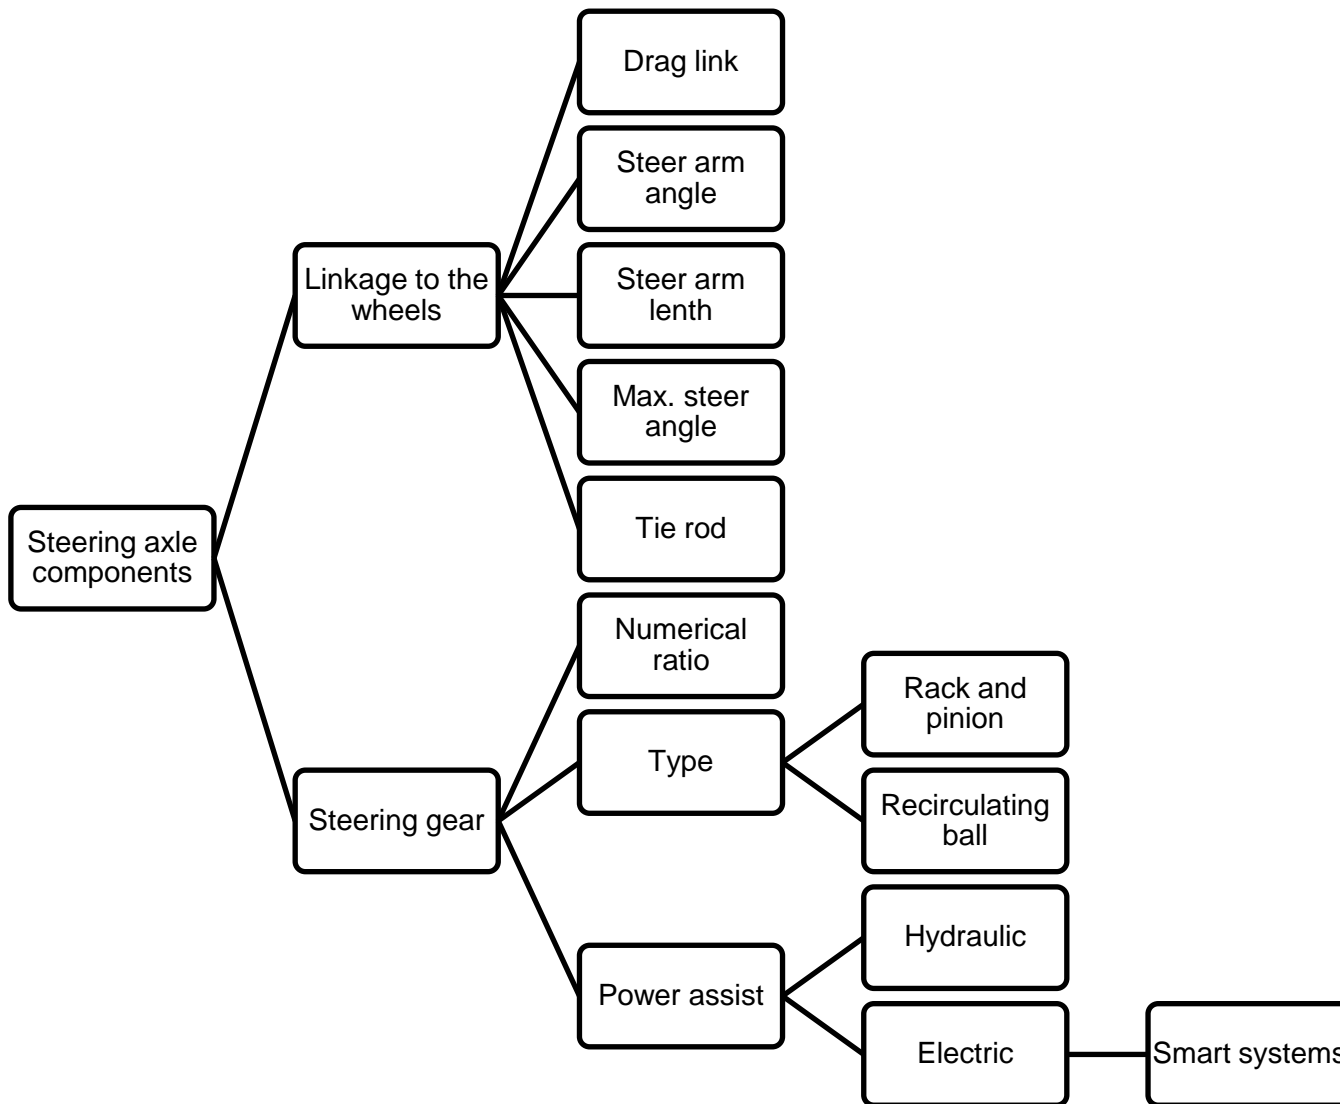 Drag link
Steer arm
angle
Linkage to the
wheels
Steer arm
lenth
Max. steer
angle
Tie rod
Steering axle
components
Numerical
ratio
Rack and
pinion
Type
Steering gear
Recirculating
ball
Hydraulic
Power assist
Electric
Smart systems